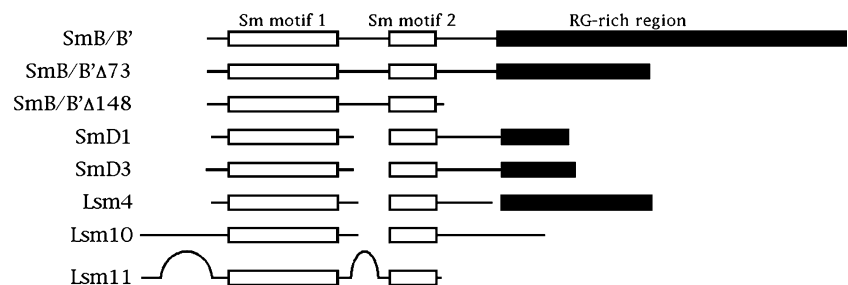 Sm motif 1 Sm motif 2 RG-rich region
SmB/B'
SmB/B'Δ73
SmB/B'Δ148
SmD1
SmD3
Lsm4
Lsm10
Lsm11